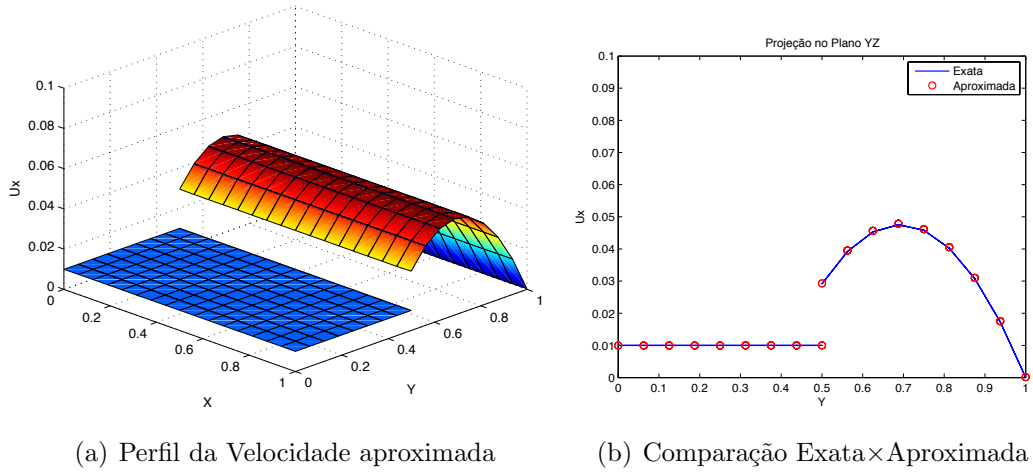 0.1
0.08
0.06
0.04
0.02
0
Ux
0
0.2
0.4
0.6
0.8
1
X
0
0.2
0.4
0.6
0.8
1
Y
Projeção no Plano YZ
Exata
Aproximada
0.1
0.09
0.08
0.07
0.06
0.05
0.04
0.03
0.02
0.01
0
Ux
0 0.1 0.2 0.3 0.4 0.5 0.6 0.7 0.8 0.9 1
Y
(a) Perfil da Velocidade aproximada
(b) Comparação Exata×Aproximada